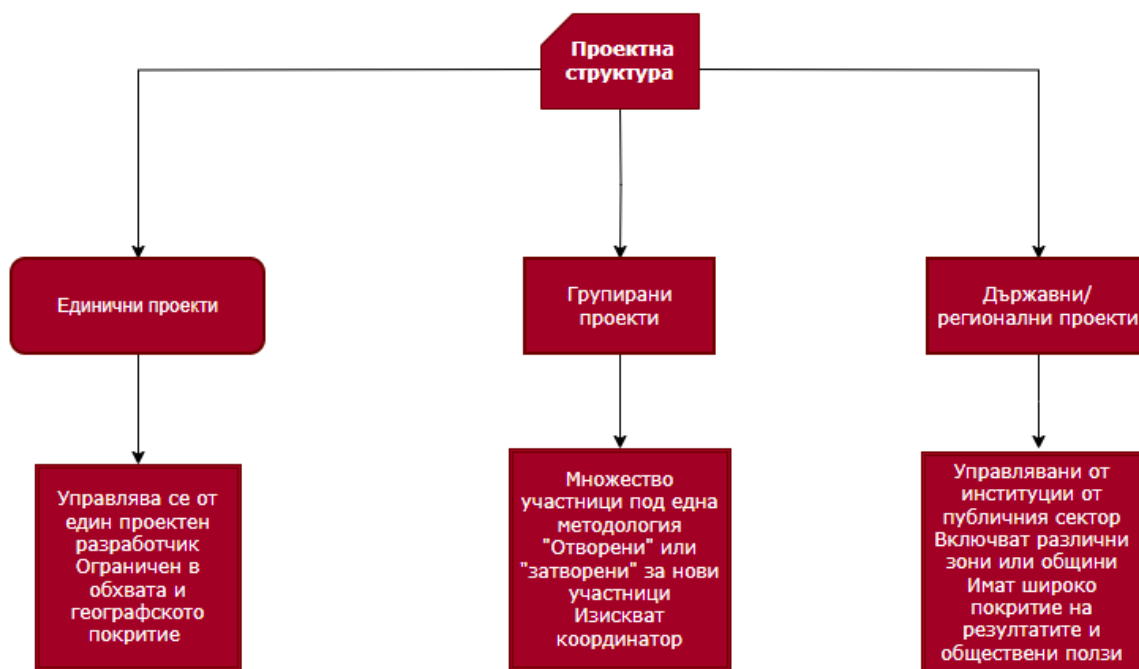 Проектна
структура
Единични проекти
Групирани
проекти
Държавни/
регионални проекти
Управлява се от
един проектен
разработчик
Ограничен в
обхвата и
географското
покритие
Множество
участници под една
методология
"Отворени" или
"затворени" за нови
участници
Изискват
координатор
Управлявани от
институции от
публичния сектор
Включват различни
зони или общини
Имат широко
покритие на
резултатите и
обществени ползи